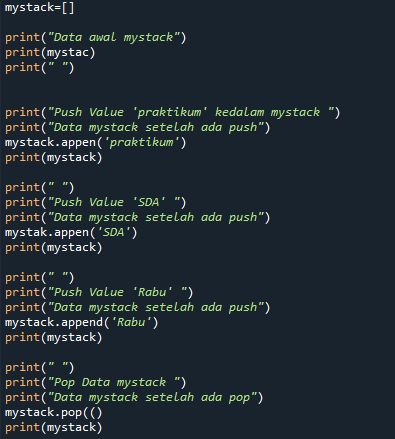 mystack=[]
print("Data awal mystack")
print(mystac)
print(" ")
print("Push Value 'praktikum' kedalam mystack ")
print("Data mystack setelah ada push")
mystack.appen('praktikum')
print(mystack)
print(" ")
print("Push Value 'SDA' ")
print("Data mystack setelah ada push")
mystak.appen('SDA')
print(mystack)
print(" ")
print("Push Value 'Rabu' ")
print("Data mystack setelah ada push")
mystack.append('Rabu')
print(mystack)
print(" ")
print("Pop Data mystack ")
print("Data mystack setelah ada pop")
mystack.pop(()
print(mystack)